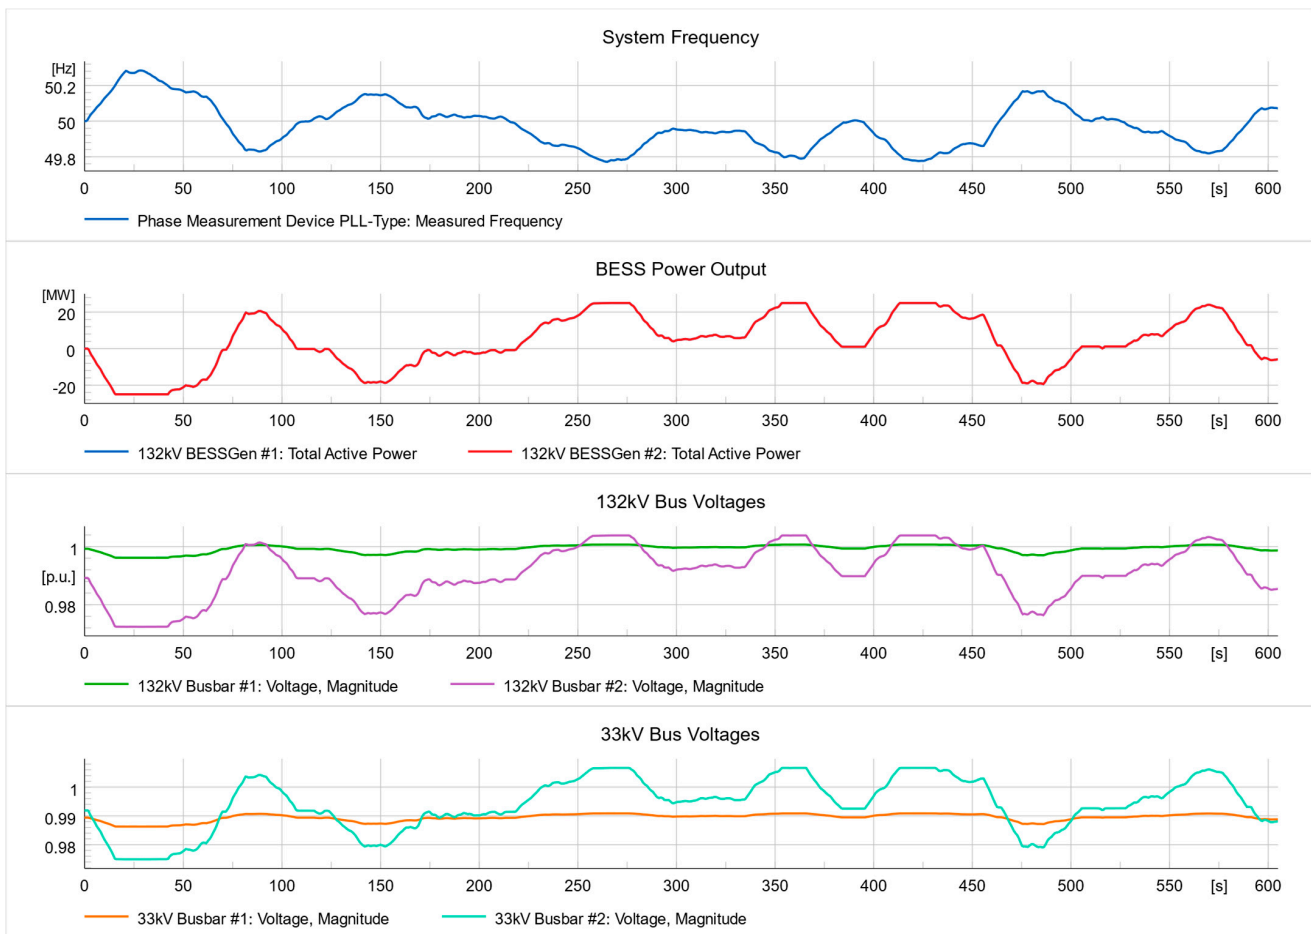 System Frequency
[Hz]
50.2
50
49.8
0 50 100 150 200 250 300 350 400 450 500 550 [s] 600
Phase Measurement Device PLL-Type: Measured Frequency
BESS Power Output
[MW]
20
0
-20
0 50 100 150 200 250 300 350 400 450 500 550 [s] 600
132kV BESSGen #1: Total Active Power 132kV BESSGen #2: Total Active Power
132kV Bus Voltages
1
[p.u.]
0.98
0 50 100 150 200 250 300 350 400 450 500 550 [s] 600
132kV Busbar #1: Voltage, Magnitude 132kV Busbar #2: Voltage, Magnitude
33kV Bus Voltages
1
0.99
0.98
0 50 100 150 200 250 300 350 400 450 500 550 [s] 600
33kV Busbar #1: Voltage, Magnitude 33kV Busbar #2: Voltage, Magnitude